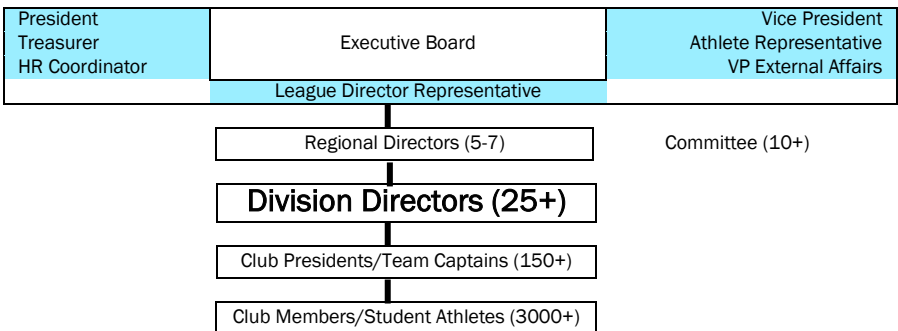 President
Treasurer
HR Coordinator
Executive Board
Vice President
Athlete Representative
VP External Affairs
League Director Representative
Regional Directors (5-7)
Committee (10+)
Division Directors (25+)
Club Presidents/Team Captains (150+)
Club Members/Student Athletes (3000+)